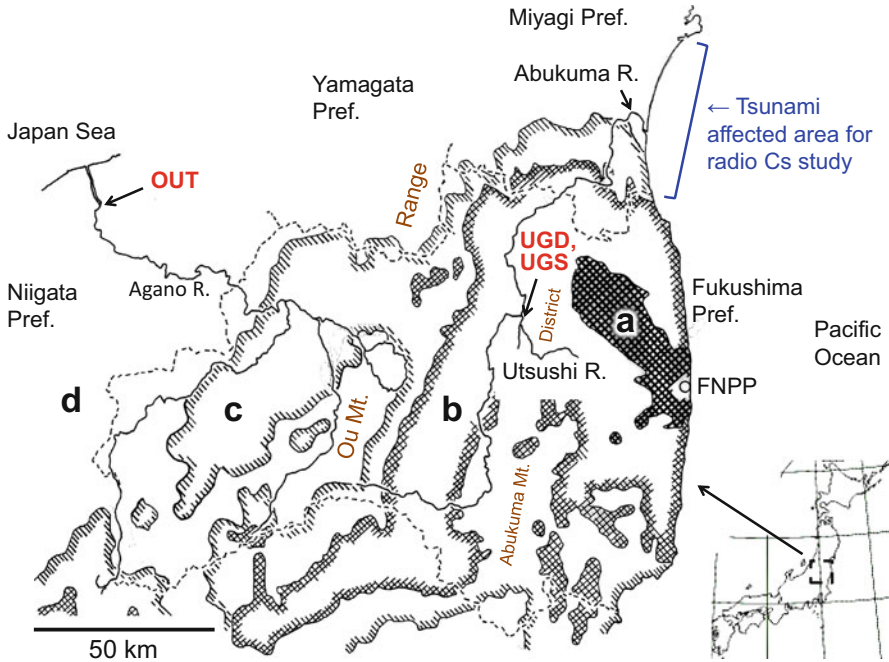 Miyagi Pref.
Abukuma R.
Yamagata
Pref.
← Tsunami
affected area for
radio Cs study
Japan Sea
OUT
Range
UGD,
UGS
Agano R.
Niigata
Pref.
District
a
Fukushima
Pref.
Pacific
Ocean
Utsushi R.
FNPP
d
c
b
Ou Mt.
Abukuma Mt.
50 km